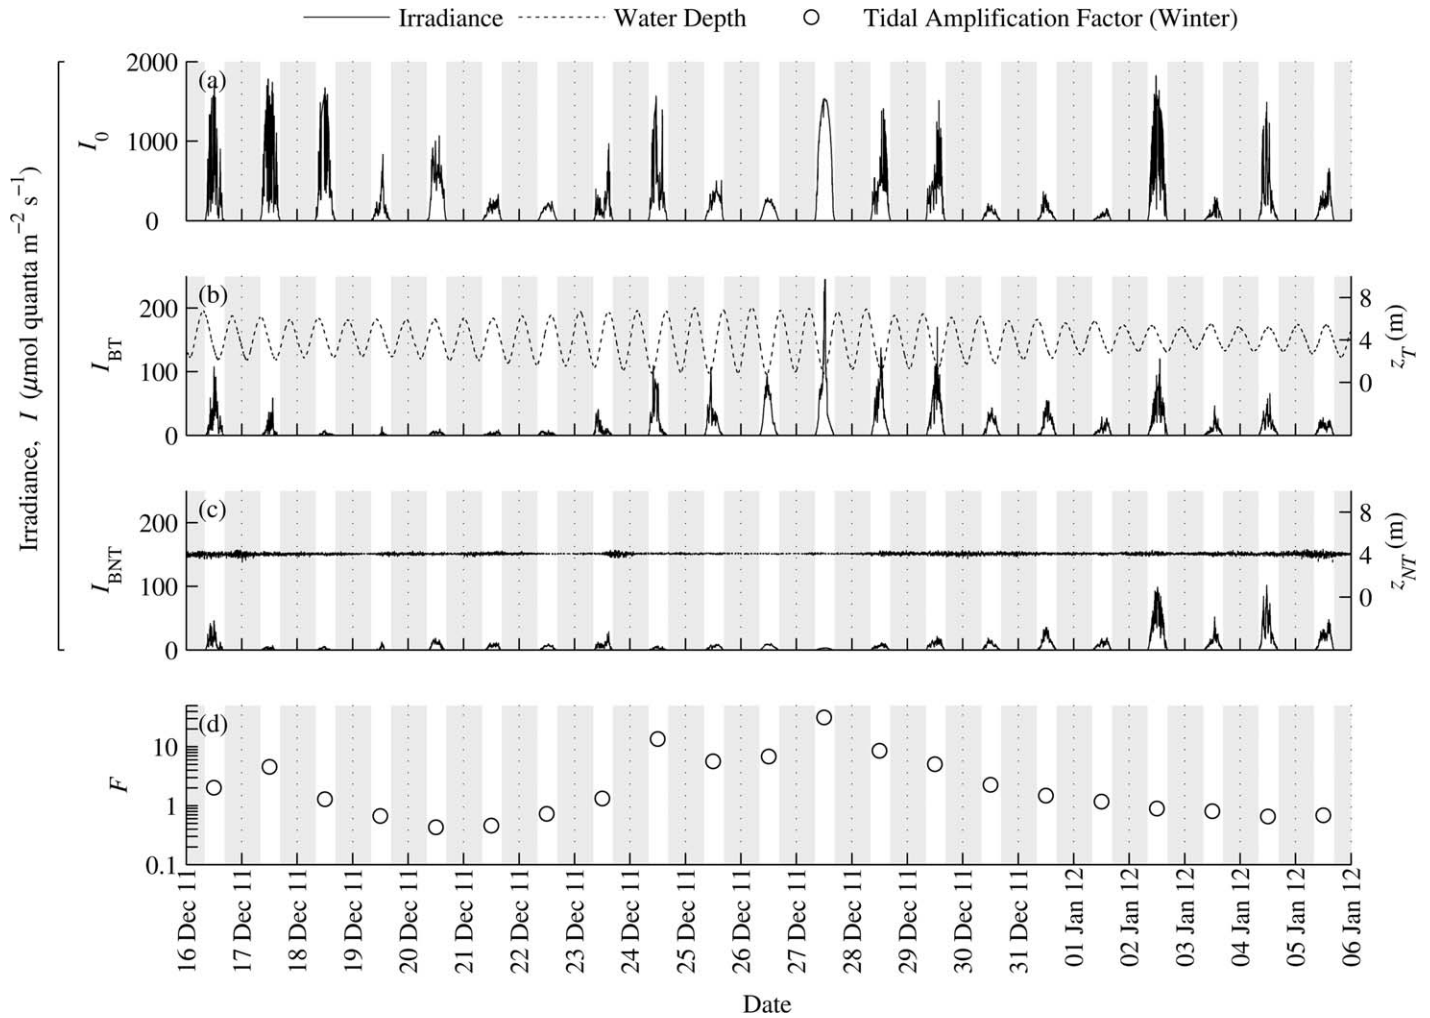 Irradiance Water Depth Tidal Amplification Factor (Winter)
Irradiance, I (μmol quanta m⁻² s⁻¹)
(a)
I₀
2000
1000
0
(b)
I_BT
200
100
0
8
4
0
z_T (m)
(c)
I_BNT
200
100
0
8
4
0
z_NT (m)
(d)
F
10
1
0.1
16 Dec 11
17 Dec 11
18 Dec 11
19 Dec 11
20 Dec 11
21 Dec 11
22 Dec 11
23 Dec 11
24 Dec 11
25 Dec 11
26 Dec 11
27 Dec 11
28 Dec 11
29 Dec 11
30 Dec 11
31 Dec 11
01 Jan 12
02 Jan 12
03 Jan 12
04 Jan 12
05 Jan 12
06 Jan 12
Date